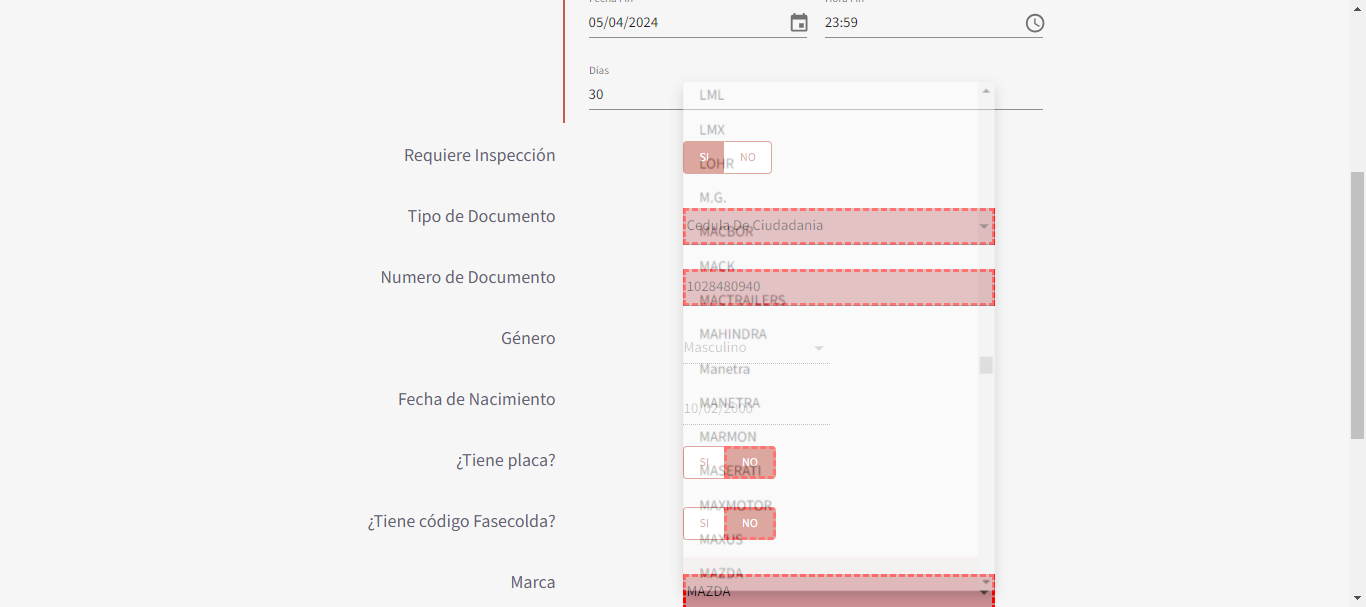 Fecha Fin
Hora Fin
05/04/2024
23:59
Días
30
LML
LMX
Requiere Inspección
SI
NO
LOHR
M.G.
Tipo de Documento
Cedula De Ciudadania
MACBOR
MACK
Numero de Documento
1028480940
MACTRAILERS
MAHINDRA
Género
Masculino
Manetra
Fecha de Nacimiento
10/02/2000
MANETRA
MARMON
¿Tiene placa?
SI
NO
MASERATI
MAXMOTOR
¿Tiene código Fasecolda?
SI
NO
MAXUS
MAZDA
Marca
MAZDA